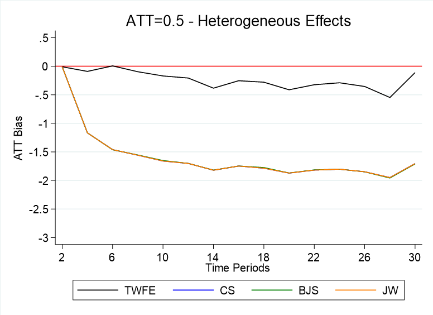 ATT=0.5 - Heterogeneous Effects
.5
0
-.5
-1
-1.5
-2
-2.5
-3
ATT Bias
2 6 10 14 18 22 26 30
Time Periods
TWFE CS BJS JW